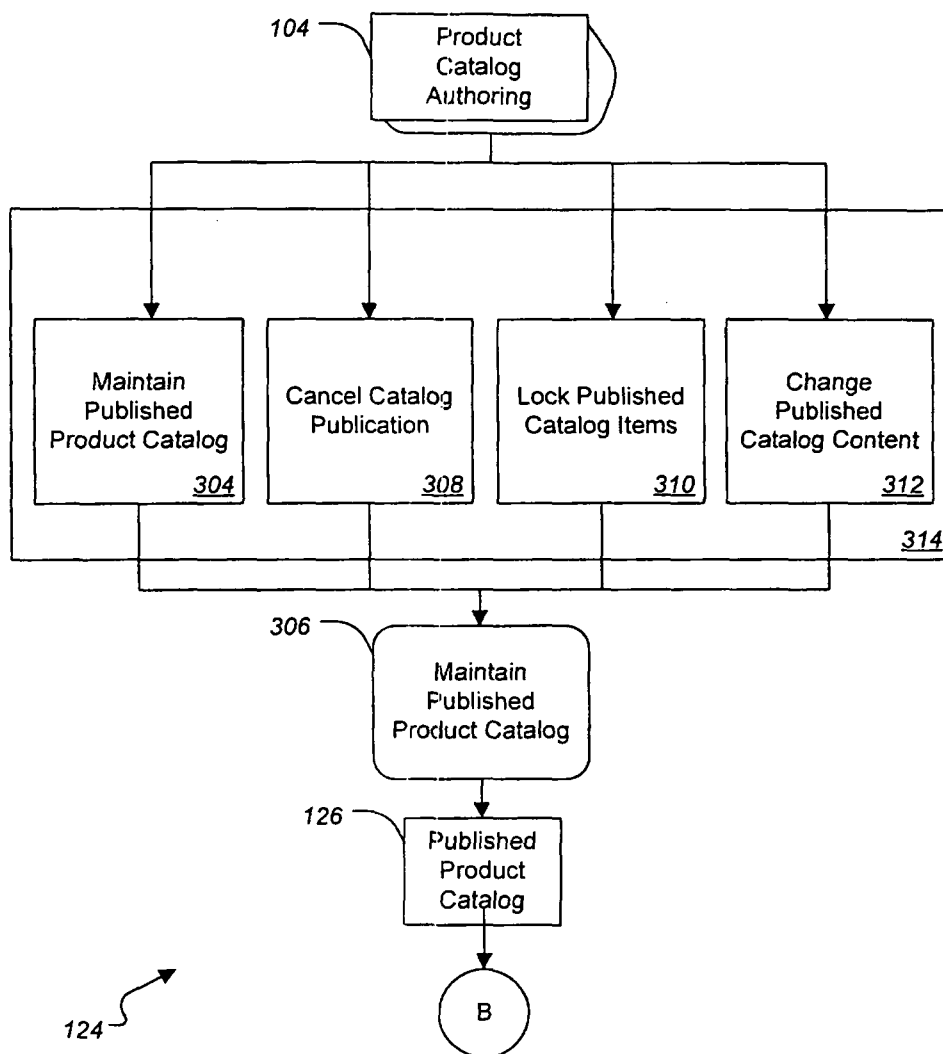 104
Product
Catalog
Authoring
Maintain
Published
Product Catalog
304
Cancel Catalog
Publication
308
Lock Published
Catalog Items
310
Change
Published
Catalog Content
312
314
306
Maintain
Published
Product Catalog
126
Published
Product
Catalog
B
124